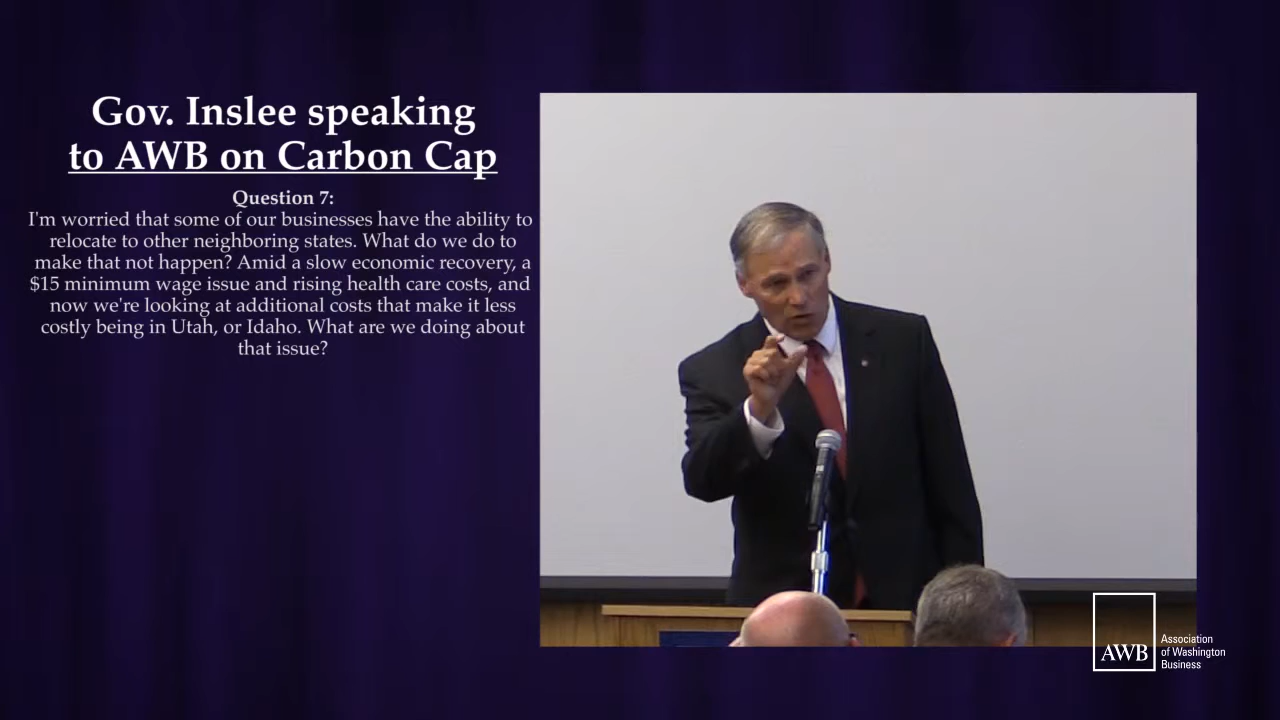 Gov. Inslee speaking
to AWB on Carbon Cap
Question 7:
I'm worried that some of our businesses have the ability to
relocate to other neighboring states. What do we do to
make that not happen? Amid a slow economic recovery, a
$15 minimum wage issue and rising health care costs, and
now we're looking at additional costs that make it less
costly being in Utah, or Idaho. What are we doing about
that issue?
AWB
Association
of Washington
Business